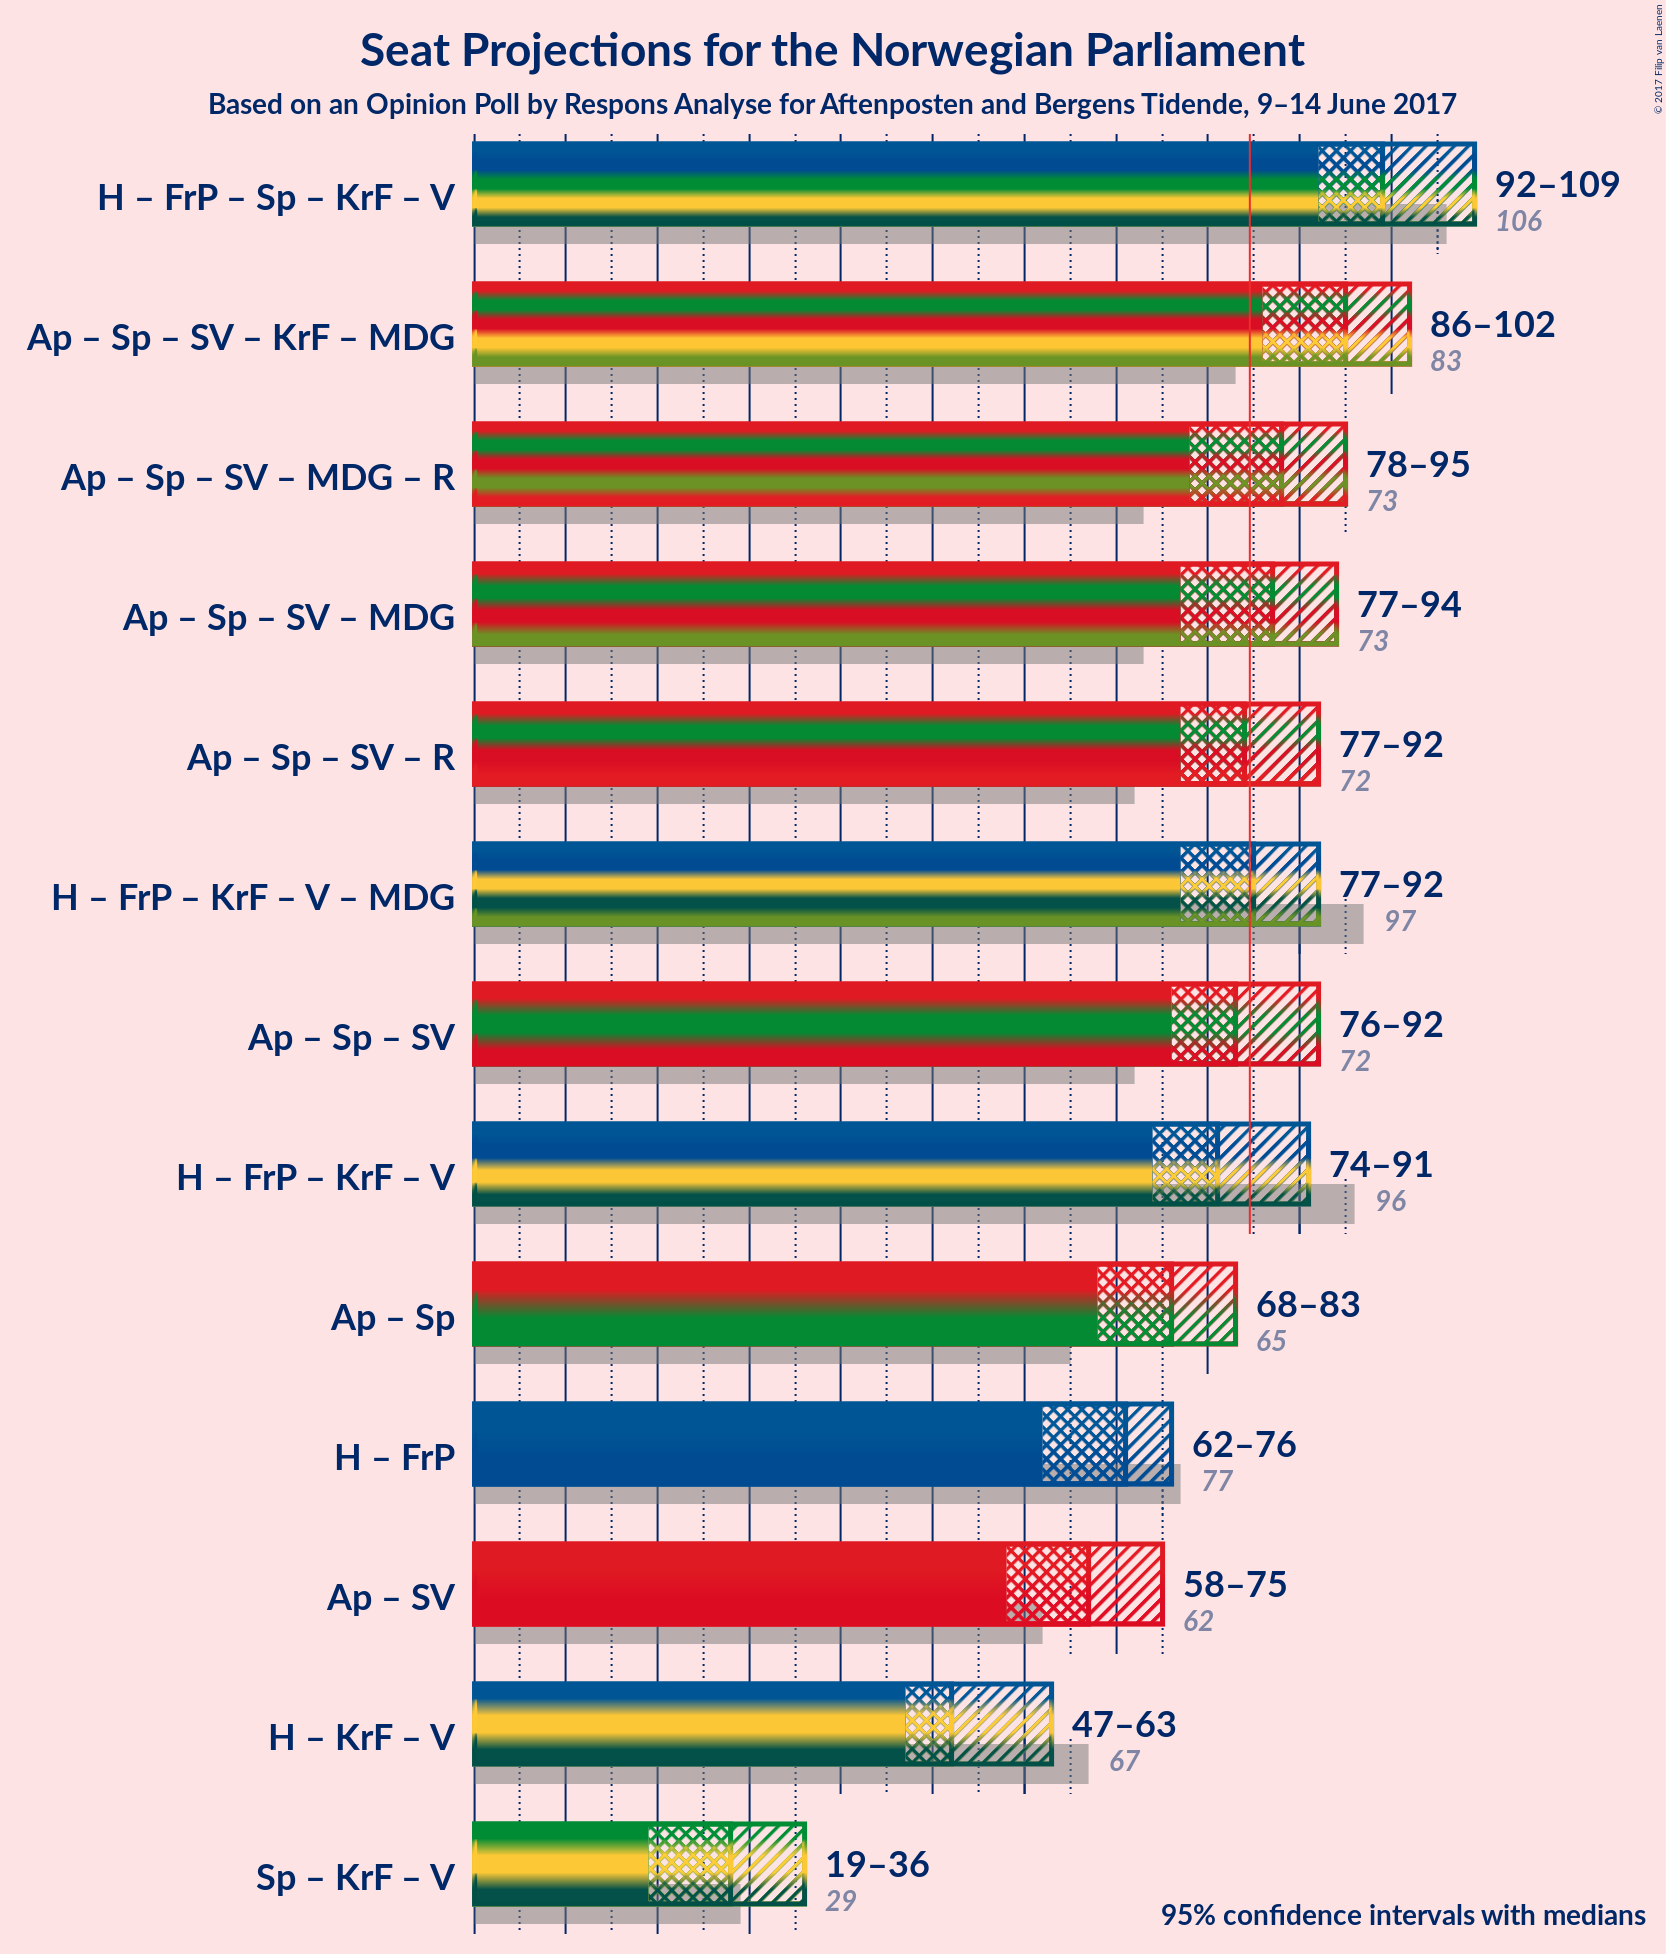 Seat Projections for the Norwegian Parliament
Based on an Opinion Poll by Respons Analyse for Aftenposten and Bergens Tidende, 9–14 June 2017
© 2017 Filip van Laenen
H – FrP – Sp – KrF – V
92–109
106
Ap – Sp – SV – KrF – MDG
86–102
83
Ap – Sp – SV – MDG – R
78–95
73
Ap – Sp – SV – MDG
77–94
73
Ap – Sp – SV – R
77–92
72
H – FrP – KrF – V – MDG
77–92
97
Ap – Sp – SV
76–92
72
H – FrP – KrF – V
74–91
96
Ap – Sp
68–83
65
H – FrP
62–76
77
Ap – SV
58–75
62
H – KrF – V
47–63
67
Sp – KrF – V
19–36
29
95% confidence intervals with medians